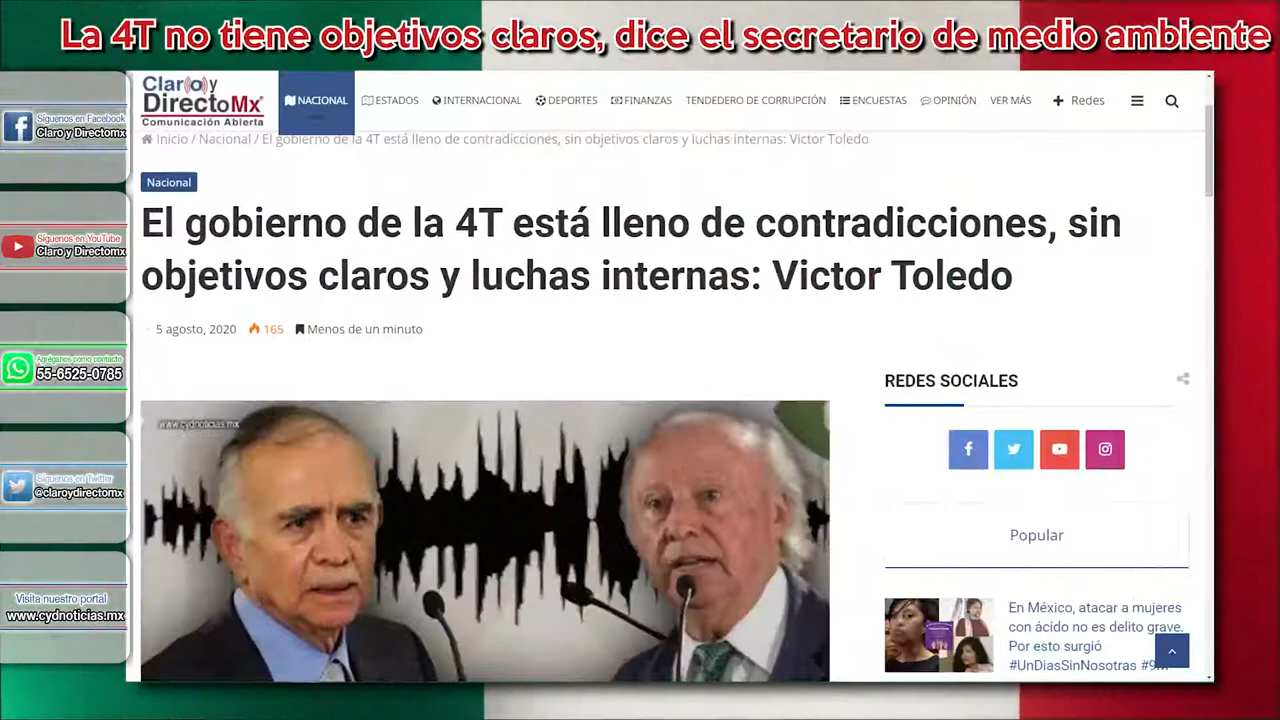 La 4T no tiene objetivos claros, dice el secretario de medio ambiente
Claro y
DirectoMx
Comunicación Abierta
NACIONAL
ESTADOS
INTERNACIONAL
DEPORTES
FINANZAS
TENDEDERO DE CORRUPCIÓN
ENCUESTAS
OPINIÓN
VER MÁS
Redes
Inicio / Nacional / El gobierno de la 4T está lleno de contradicciones, sin objetivos claros y luchas internas: Victor Toledo
Nacional
El gobierno de la 4T está lleno de contradicciones, sin
objetivos claros y luchas internas: Victor Toledo
5 agosto, 2020 165 Menos de un minuto
www.cydnoticias.mx
REDES SOCIALES
Popular
En México, atacar a mujeres
con ácido no es delito grave.
Por esto surgió
#UnDiasSinNosotras
Síguenos en Facebook
Claro y Directomx
Síguenos en YouTube
Claro y Directomx
Agréganos como contacto
55-6525-0785
Síguenos en Twitter
@claroydirectomx
Visita nuestro portal
www.cydnoticias.mx